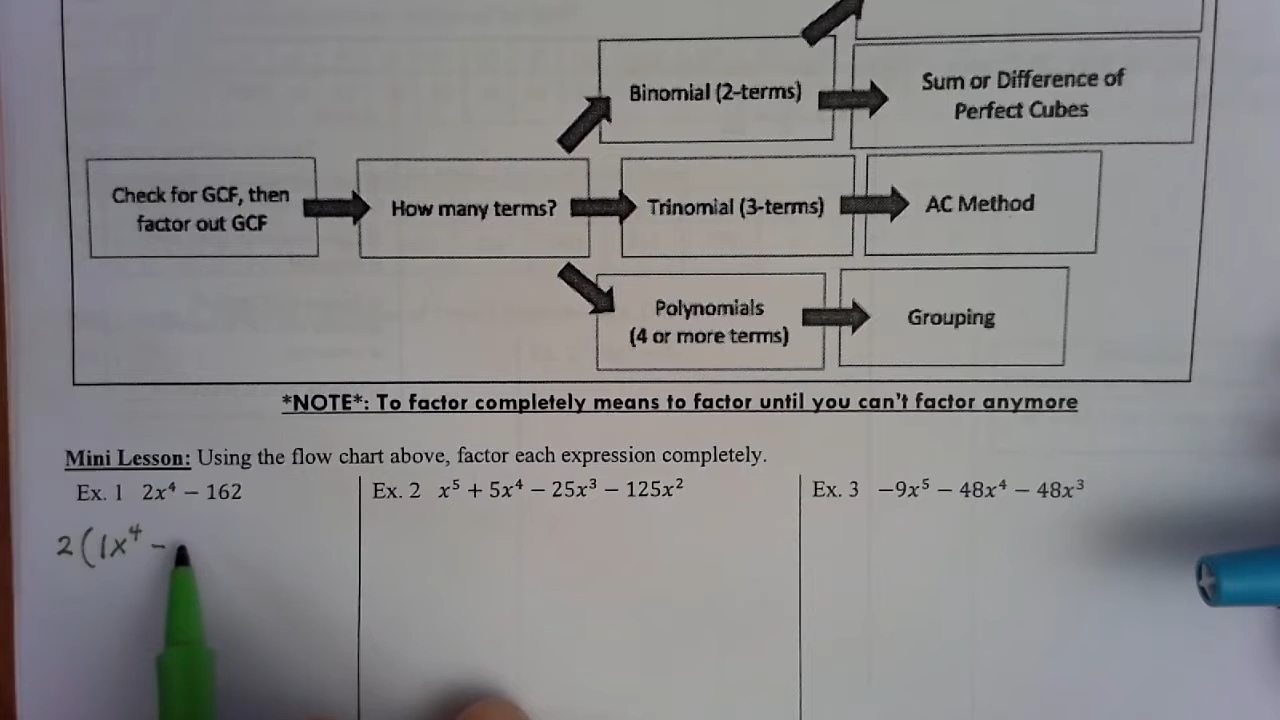 Binomial (2-terms)
Sum or Difference of
Perfect Cubes
Check for GCF, then
factor out GCF
How many terms?
Trinomial (3-terms)
AC Method
Polynomials
(4 or more terms)
Grouping
*NOTE*: To factor completely means to factor until you can't factor anymore
Mini Lesson: Using the flow chart above, factor each expression completely.
Ex. 1 2x⁴ − 162
Ex. 2 x⁵ + 5x⁴ − 25x³ − 125x²
Ex. 3 −9x⁵ − 48x⁴ − 48x³
2(1x⁴ −